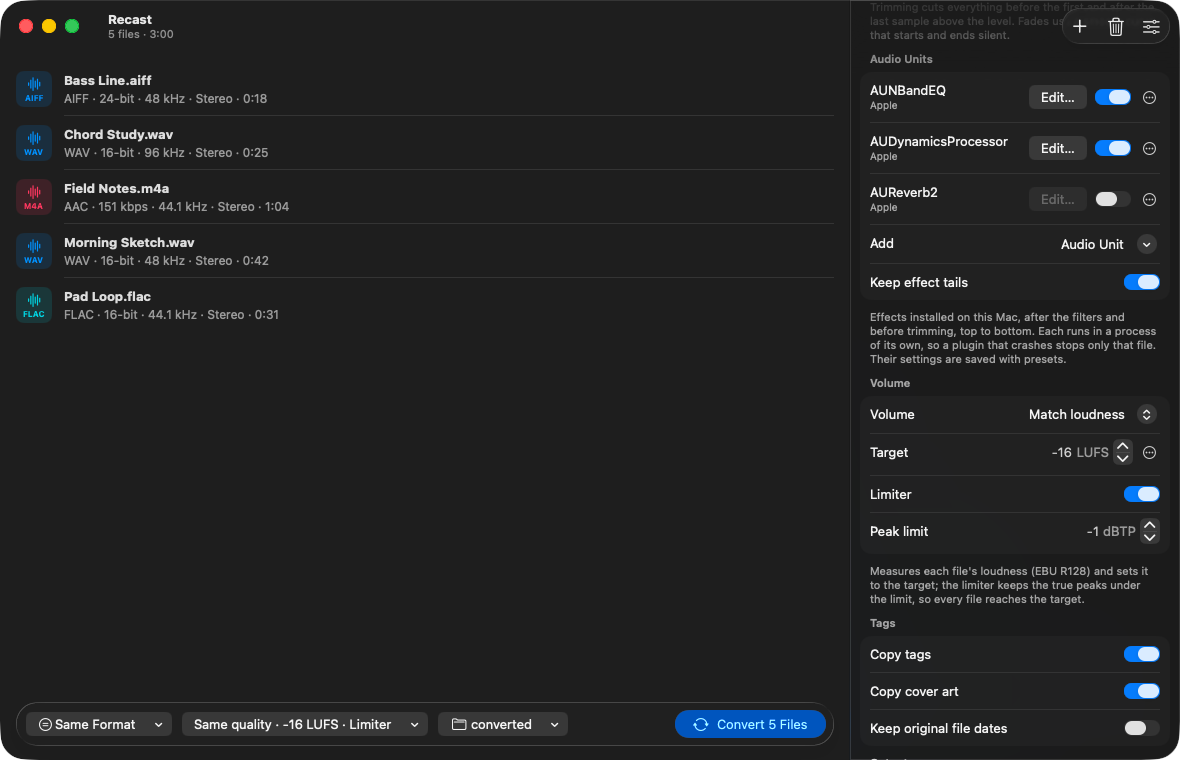 Recast
5 files · 3:00
AIFF
Bass Line.aiff
AIFF · 24-bit · 48 kHz · Stereo · 0:18
WAV
Chord Study.wav
WAV · 16-bit · 96 kHz · Stereo · 0:25
M4A
Field Notes.m4a
AAC · 151 kbps · 44.1 kHz · Stereo · 1:04
WAV
Morning Sketch.wav
WAV · 16-bit · 48 kHz · Stereo · 0:42
FLAC
Pad Loop.flac
FLAC · 16-bit · 44.1 kHz · Stereo · 0:31
Same Format
Same quality · -16 LUFS · Limiter
converted
Convert 5 Files
Trimming cuts everything before the first and after the
last sample above the level. Fades
that starts and ends silent.
Audio Units
AUNBandEQ
Apple
Edit...
AUDynamicsProcessor
Apple
Edit...
AUReverb2
Apple
Edit...
Add
Audio Unit
Keep effect tails
Effects installed on this Mac, after the filters and
before trimming, top to bottom. Each runs in a process
of its own, so a plugin that crashes stops only that file.
Their settings are saved with presets.
Volume
Volume
Match loudness
Target
-16 LUFS
Limiter
Peak limit
-1 dBTP
Measures each file's loudness (EBU R128) and sets it
to the target; the limiter keeps the true peaks under
the limit, so every file reaches the target.
Tags
Copy tags
Copy cover art
Keep original file dates